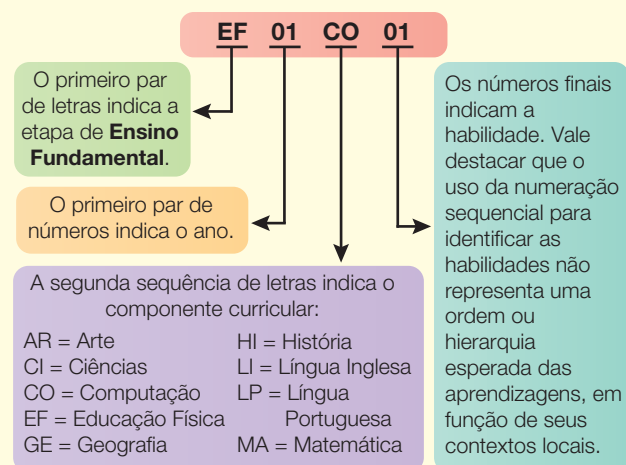 EF 01 CO 01
O primeiro par
de letras indica a
etapa de Ensino
Fundamental.
O primeiro par de
números indica o ano.
A segunda sequência de letras indica o
componente curricular:
AR = Arte
CI = Ciências
CO = Computação
EF = Educação Física
GE = Geografia
HI = História
LI = Língua Inglesa
LP = Língua
Portuguesa
MA = Matemática
Os números finais
indicam a
habilidade. Vale
destacar que o
uso da numeração
sequencial para
identificar as
habilidades não
representa uma
ordem ou
hierarquia
esperada das
aprendizagens, em
função de seus
contextos locais.